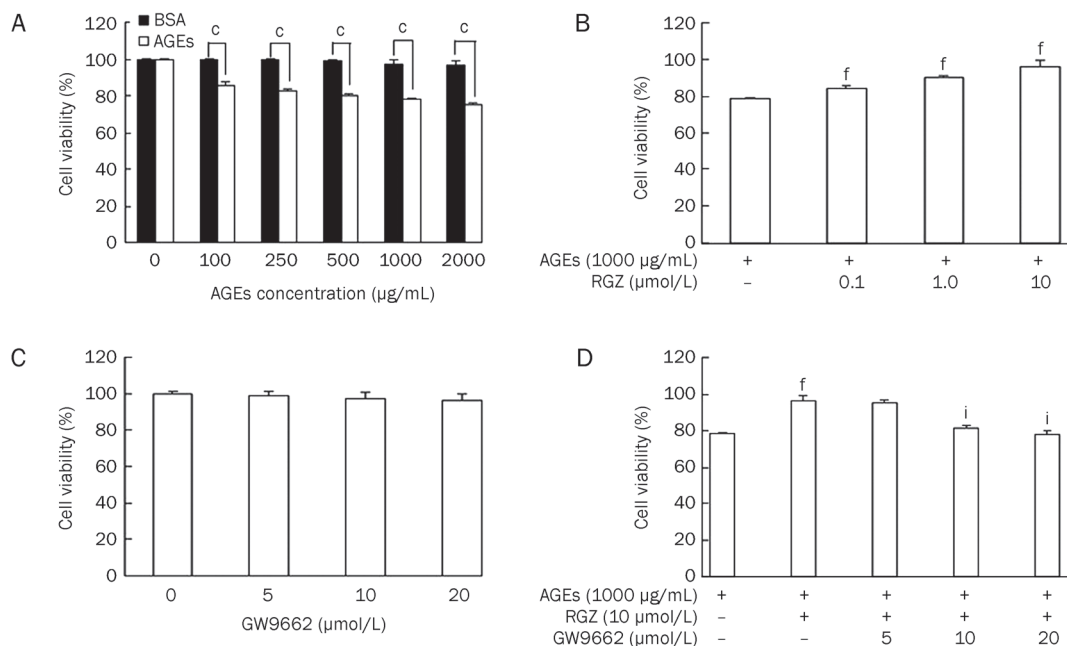 A
BSA
AGEs
c c c c c
120
100
80
60
40
20
0
Cell viability (%)
0 100 250 500 1000 2000
AGEs concentration (µg/mL)
B
120
100
80
60
40
20
0
Cell viability (%)
f f f
AGEs (1000 µg/mL) + + + +
RGZ (µmol/L) – 0.1 1.0 10
C
120
100
80
60
40
20
0
Cell viability (%)
0 5 10 20
GW9662 (µmol/L)
D
120
100
80
60
40
20
0
Cell viability (%)
f i i
AGEs (1000 µg/mL) + + + + +
RGZ (10 µmol/L) – + + + +
GW9662 (µmol/L) – – 5 10 20